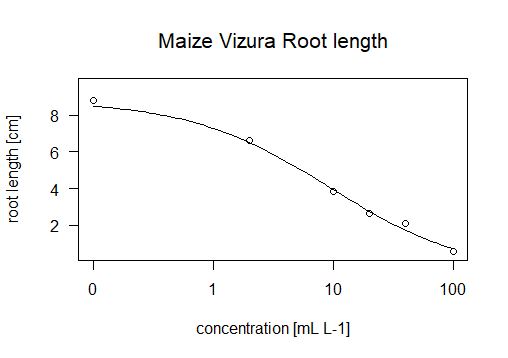 Maize Vizura Root length
root length [cm]
8
6
4
2
0 1 10 100
concentration [mL L-1]